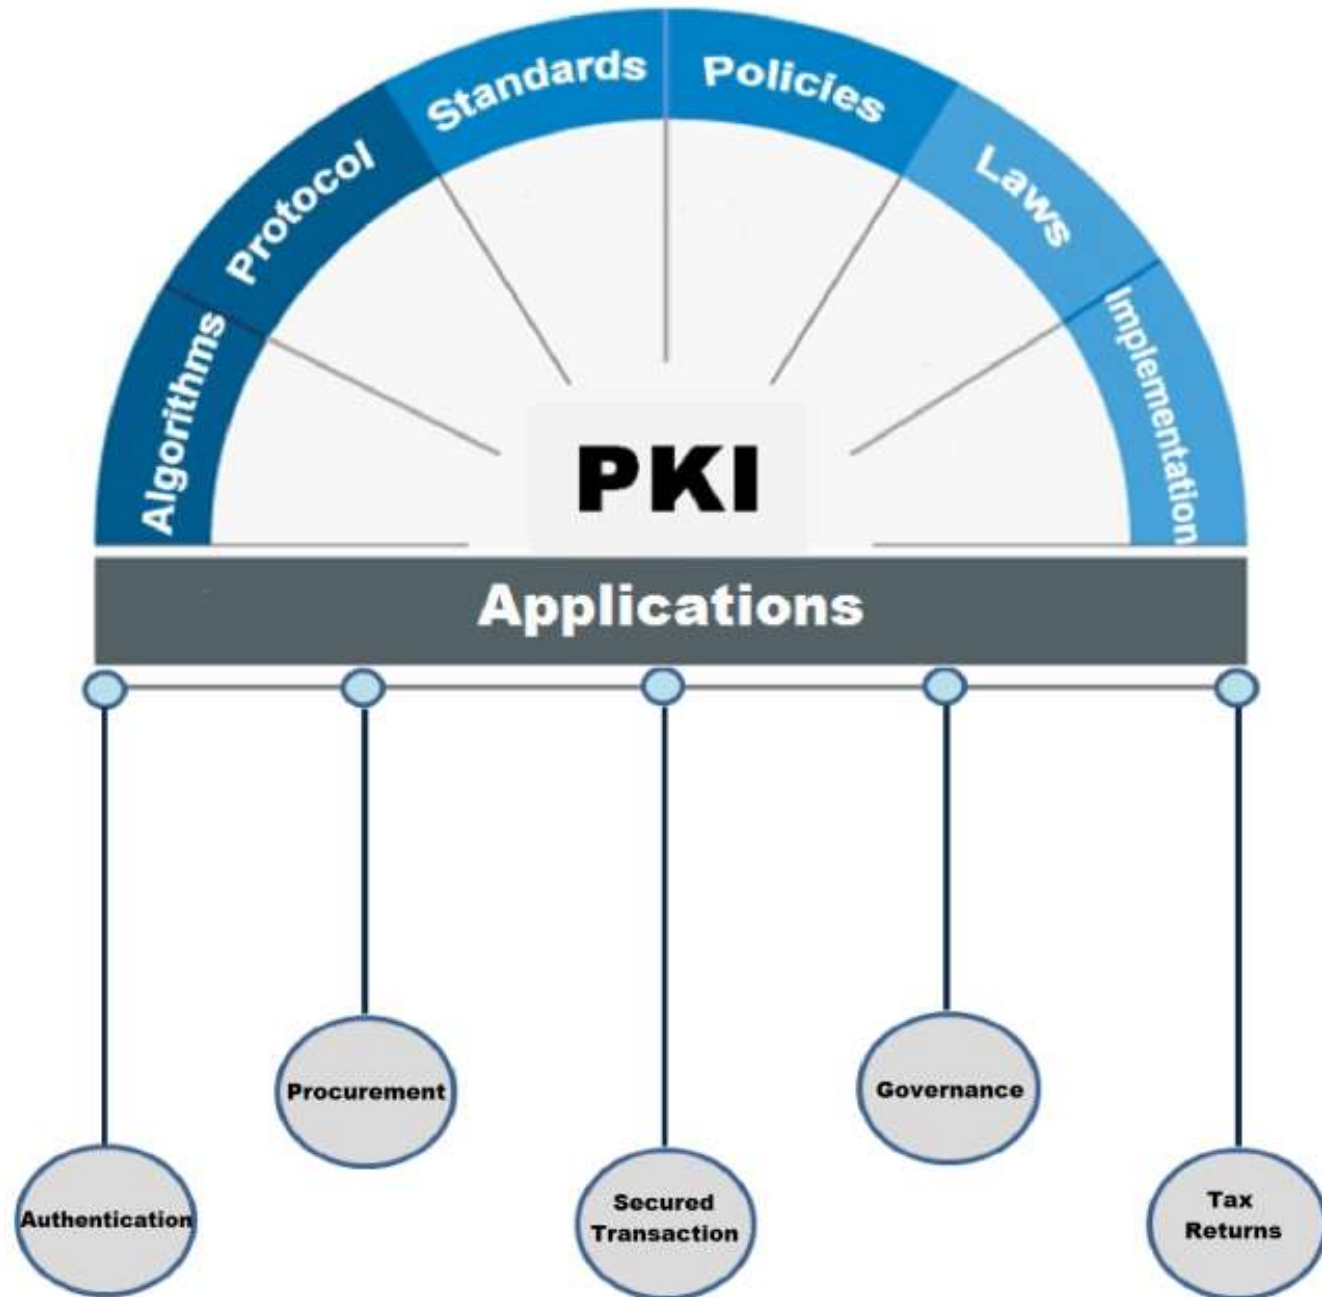 Standards
Policies
Protocol
Laws
Algorithms
Implementation
PKI
Applications
Procurement
Governance
Authentication
Secured
Transaction
Tax
Returns